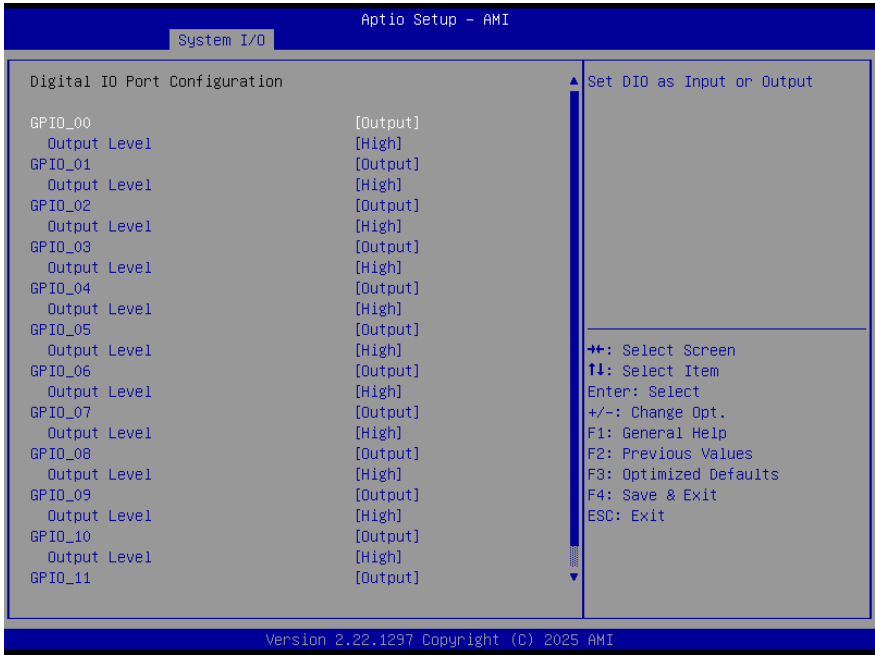 Aptio Setup – AMI
System I/O
Digital IO Port Configuration
GPIO_00 [Output]
Output Level [High]
GPIO_01 [Output]
Output Level [High]
GPIO_02 [Output]
Output Level [High]
GPIO_03 [Output]
Output Level [High]
GPIO_04 [Output]
Output Level [High]
GPIO_05 [Output]
Output Level [High]
GPIO_06 [Output]
Output Level [High]
GPIO_07 [Output]
Output Level [High]
GPIO_08 [Output]
Output Level [High]
GPIO_09 [Output]
Output Level [High]
GPIO_10 [Output]
Output Level [High]
GPIO_11 [Output]
Set DIO as Input or Output
→←: Select Screen
↑↓: Select Item
Enter: Select
+/-: Change Opt.
F1: General Help
F2: Previous Values
F3: Optimized Defaults
F4: Save & Exit
ESC: Exit
Version 2.22.1297 Copyright (C) 2025 AMI